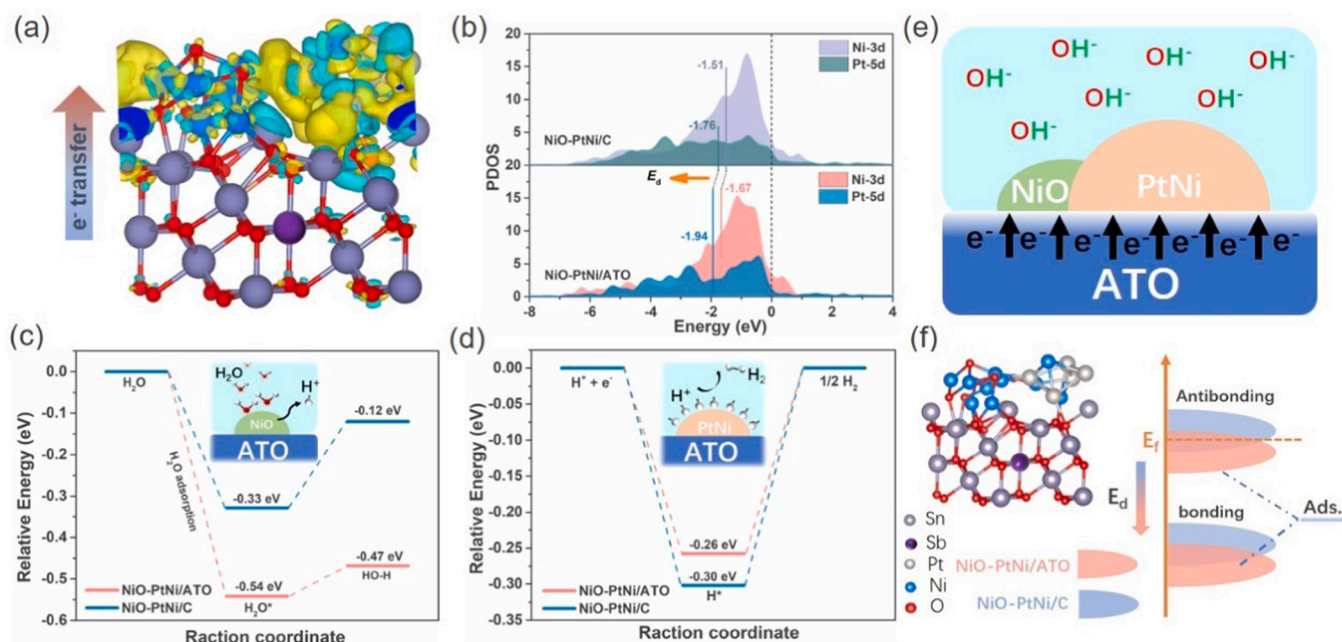 (a)
e⁻ transfer
(b)
PDOS
20
15
10
5
20
15
10
5
0
-8
-6
-4
-2
0
2
4
Energy (eV)
Ni-3d
Pt-5d
-1.51
-1.76
NiO-PtNi/C
E_d
Ni-3d
Pt-5d
-1.67
-1.94
NiO-PtNi/ATO
(e)
OH⁻
OH⁻
OH⁻
OH⁻
OH⁻
OH⁻
OH⁻
NiO
PtNi
e⁻ e⁻ e⁻ e⁻ e⁻ e⁻
ATO
(c)
Relative Energy (eV)
0.0
-0.1
-0.2
-0.3
-0.4
-0.5
-0.6
H₂O
H₂O
H⁺
NiO
ATO
-0.12 eV
-0.33 eV
H₂O adsorption
-0.47 eV
HO-H
-0.54 eV
H₂O*
NiO-PtNi/ATO
NiO-PtNi/C
Raction coordinate
(d)
Relative Energy (eV)
0.00
-0.05
-0.10
-0.15
-0.20
-0.25
-0.30
-0.35
H⁺ + e⁻
1/2 H₂
H₂
H⁺
PtNi
ATO
-0.26 eV
-0.30 eV
H*
NiO-PtNi/ATO
NiO-PtNi/C
Raction coordinate
(f)
Sn
Sb
Pt
Ni
O
Antibonding
E_f
E_d
bonding
Ads.
NiO-PtNi/ATO
NiO-PtNi/C